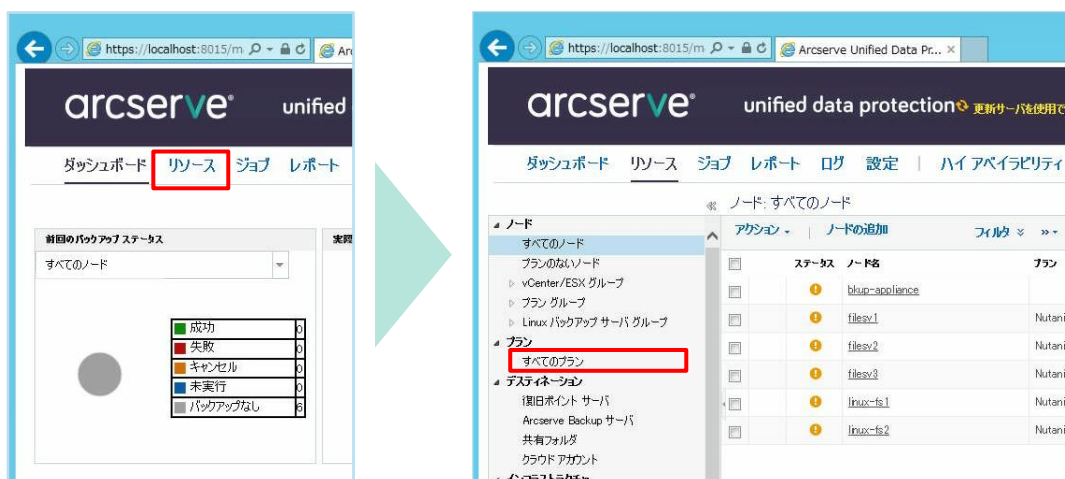 https://localhost:8015/m
arcserve
unified
ダッシュボード リソース ジョブ レポート
前回のバックアップ ステータス
すべてのノード
成功 0
失敗 0
キャンセル 0
未実行 0
バックアップなし 6
https://localhost:8015/m
Arcserve Unified Data Pr... ×
arcserve
unified data protection
更新サーバを使用で
ダッシュボード リソース ジョブ レポート ログ 設定 | ハイ アベイラビリティ
ノード
すべてのノード
プランのないノード
vCenter/ESX グループ
プラン グループ
Linux バックアップ サーバ グループ
プラン
すべてのプラン
デスティネーション
復旧ポイント サーバ
Arcserve Backup サーバ
共有フォルダ
クラウド アカウント
ノード: すべてのノード
アクション | ノードの追加 フィルタ
ステータス ノード名 プラン
bkup-appliance
filesv1 Nutani
filesv2 Nutani
filesv3 Nutani
linux-fs1 Nutani
linux-fs2 Nutani